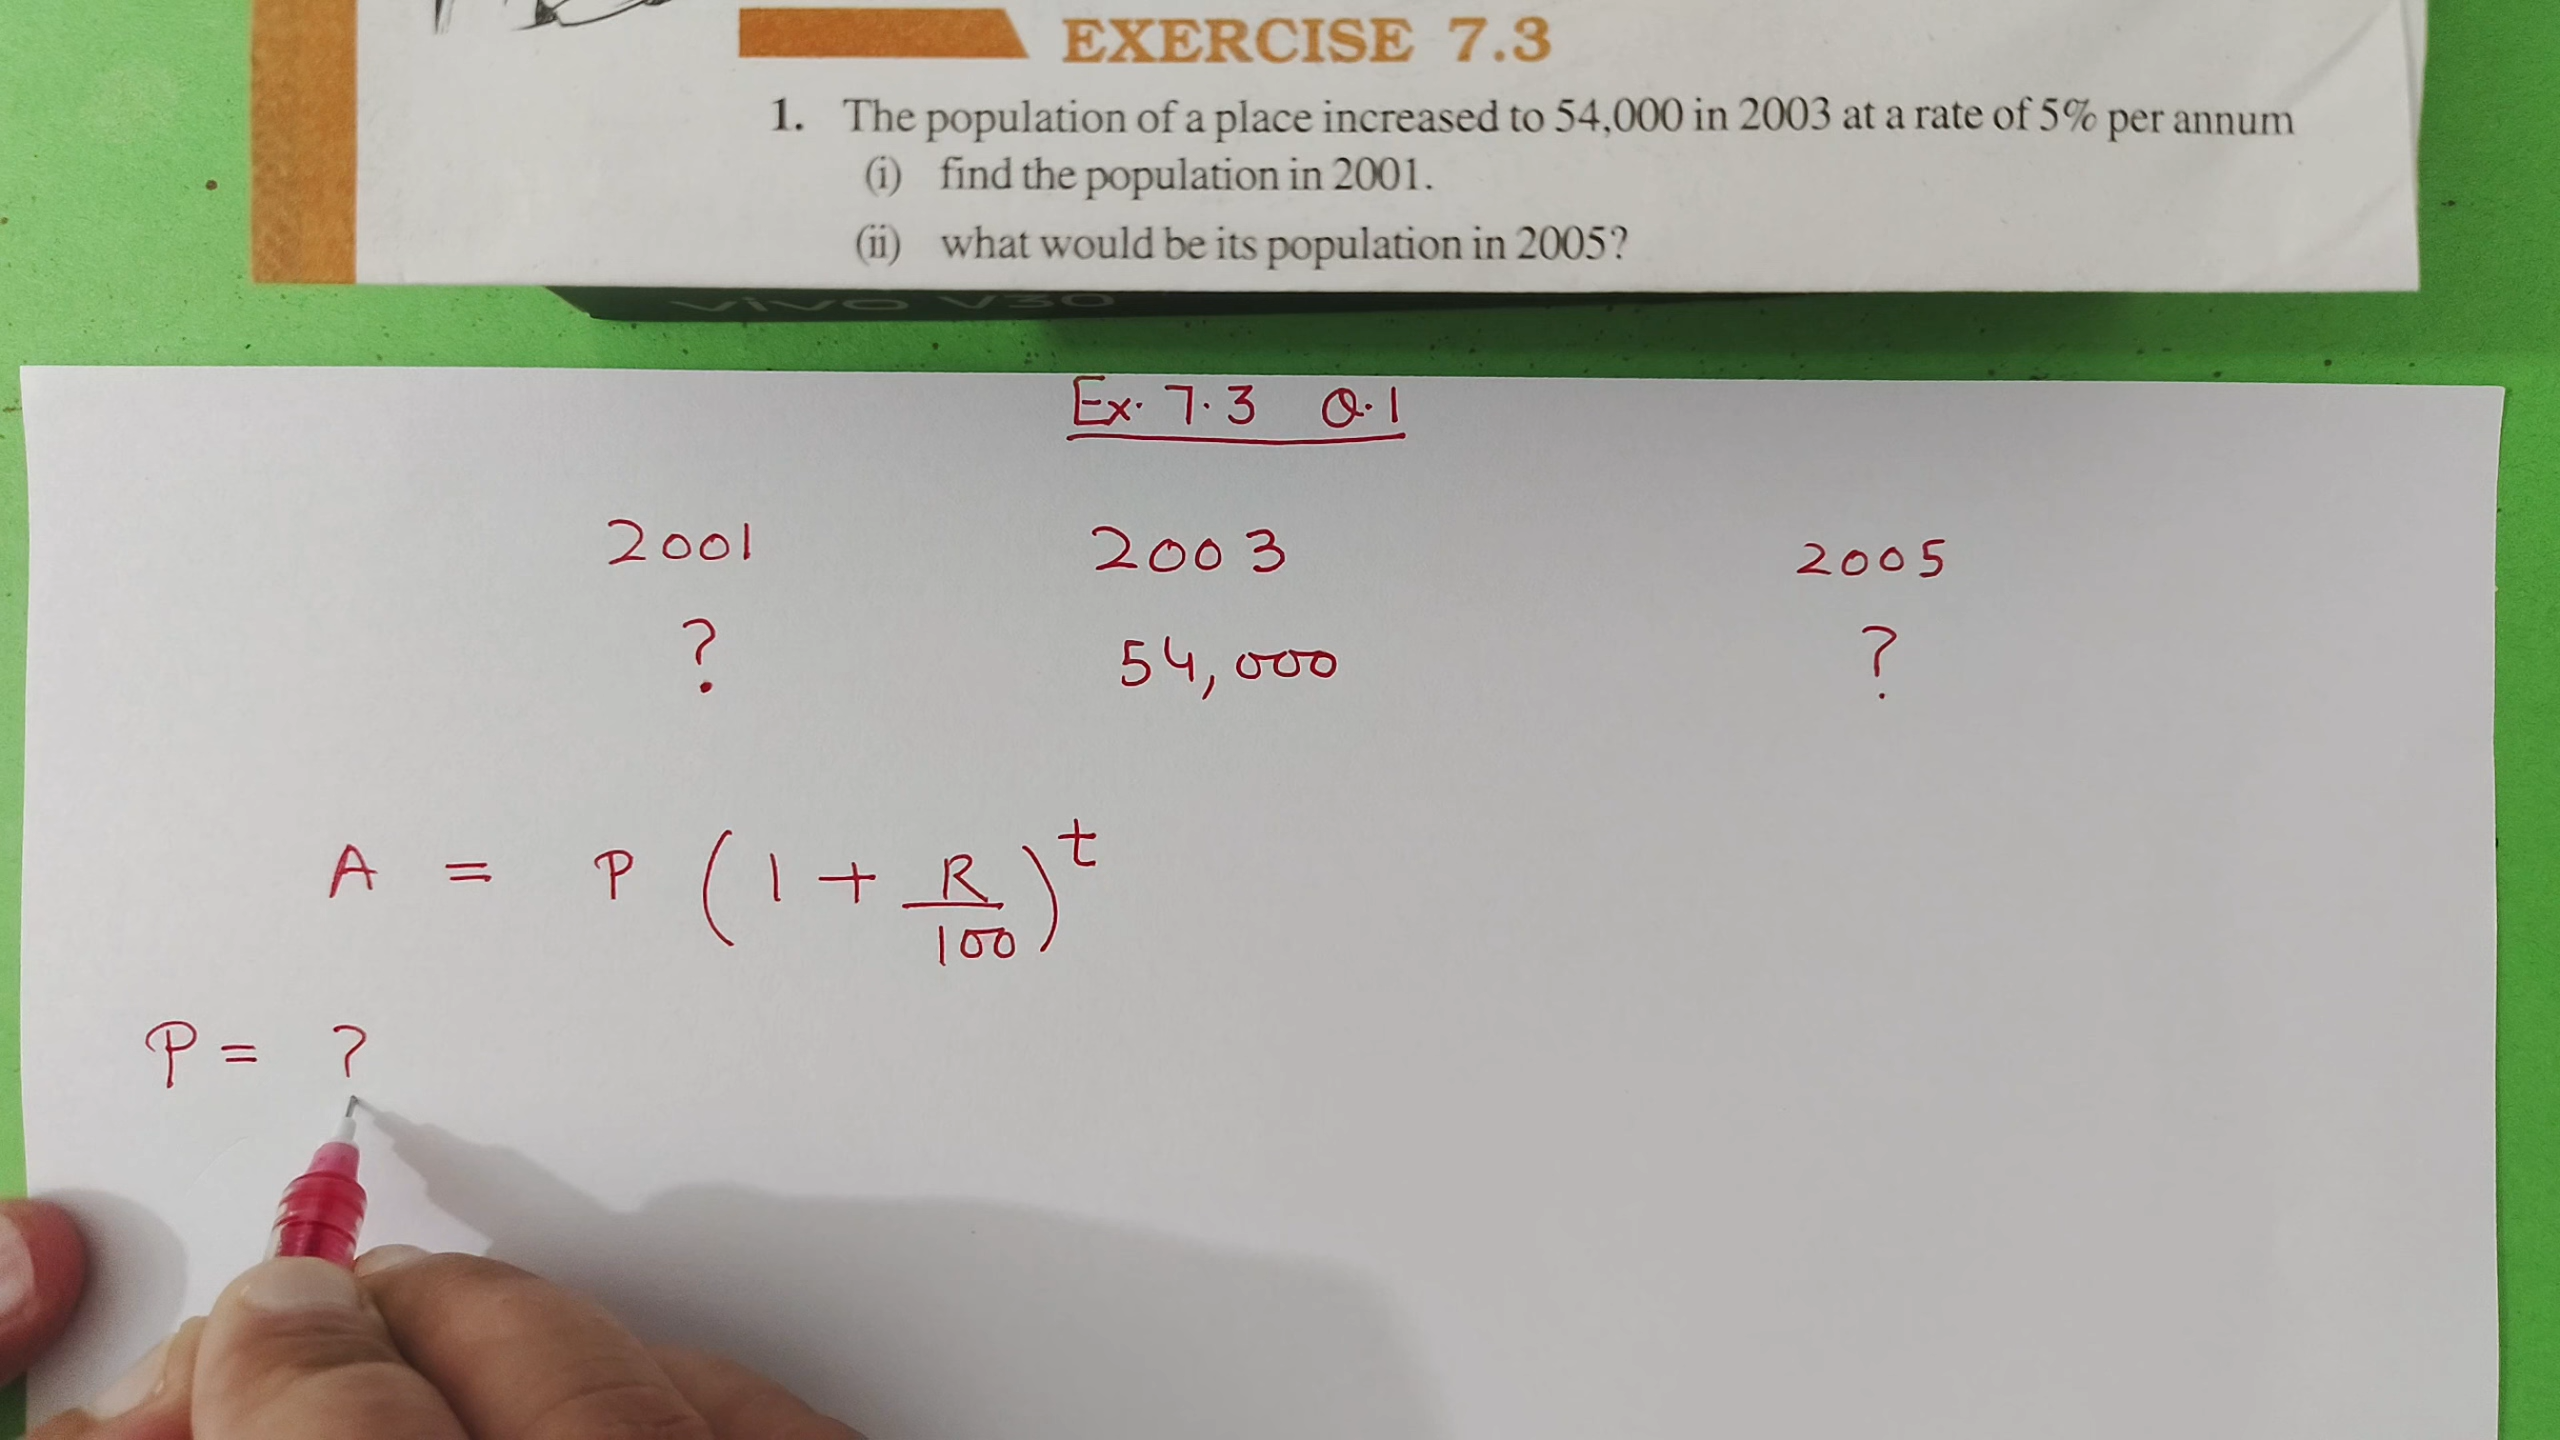 EXERCISE 7.3
1. The population of a place increased to 54,000 in 2003 at a rate of 5% per annum
(i) find the population in 2001.
(ii) what would be its population in 2005?
vivo V30
Ex. 7.3 Q.1
2001 2003 2005
? 54,000 ?
A = P (1 + R/100)^t
P = ?